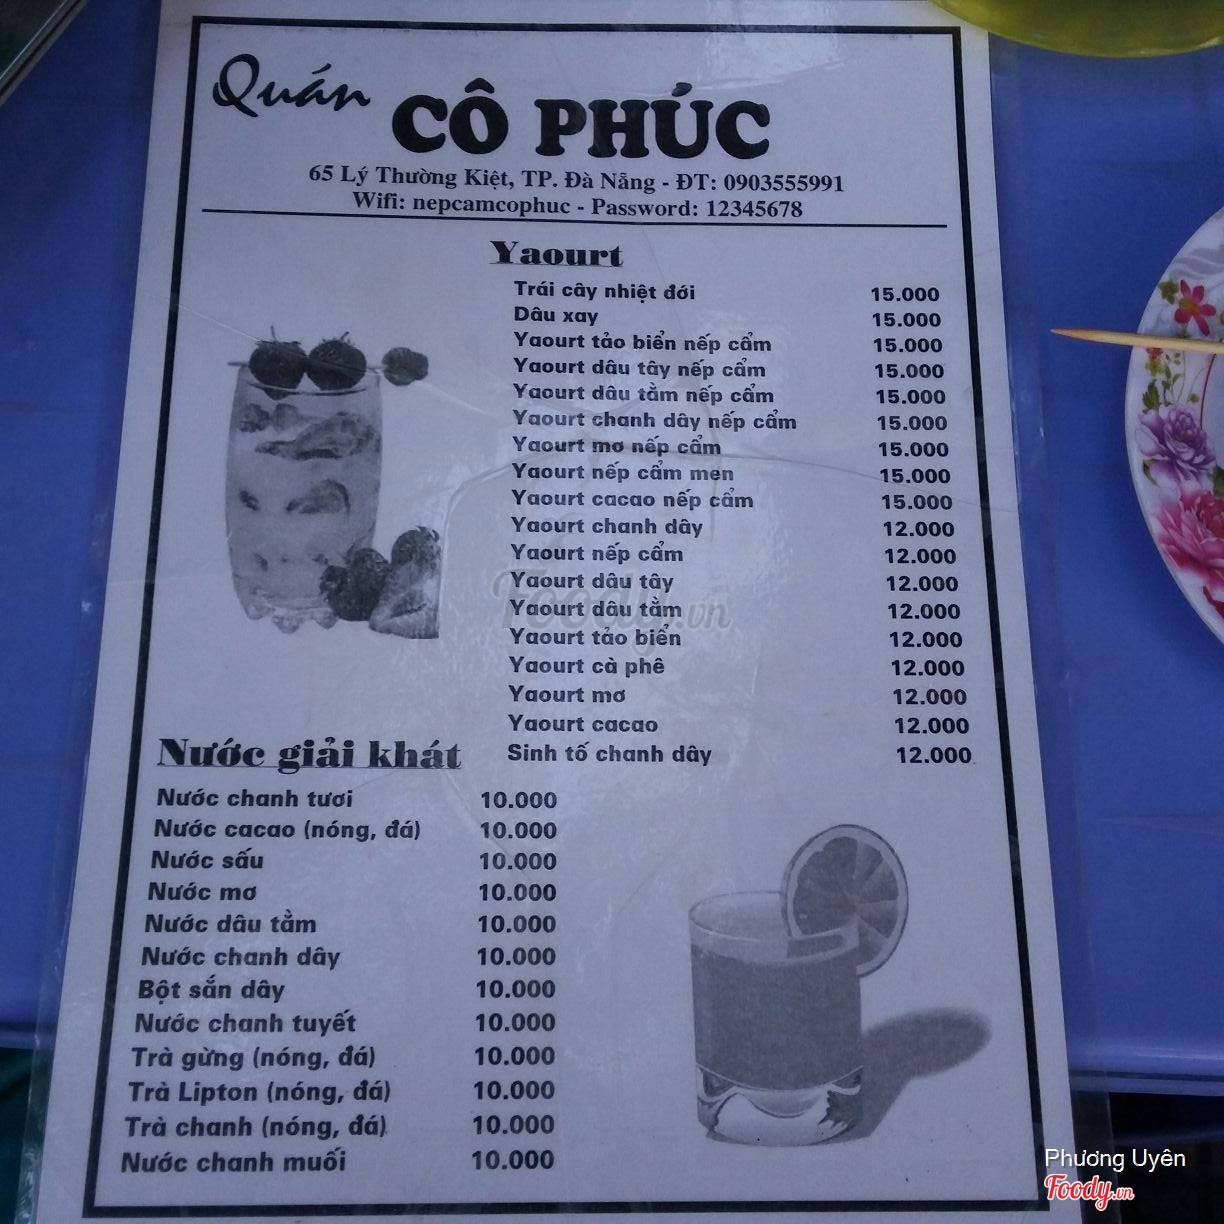 Quán
CÔ PHÚC
65 Lý Thường Kiệt, TP. Đà Nẵng - ĐT: 0903555991
Wifi: nepcamcophuc - Password: 12345678
Yaourt
Trái cây nhiệt đới 15.000
Dâu xay 15.000
Yaourt tảo biển nếp cẩm 15.000
Yaourt dâu tây nếp cẩm 15.000
Yaourt dâu tằm nếp cẩm 15.000
Yaourt chanh dây nếp cẩm 15.000
Yaourt mơ nếp cẩm 15.000
Yaourt nếp cẩm men 15.000
Yaourt cacao nếp cẩm 15.000
Yaourt chanh dây 12.000
Yaourt nếp cẩm 12.000
Yaourt dâu tây 12.000
Yaourt dâu tằm 12.000
Yaourt tảo biển 12.000
Yaourt cà phê 12.000
Yaourt mơ 12.000
Yaourt cacao 12.000
Sinh tố chanh dây 12.000
Nước giải khát
Nước chanh tươi 10.000
Nước cacao (nóng, đá) 10.000
Nước sấu 10.000
Nước mơ 10.000
Nước dâu tằm 10.000
Nước chanh dây 10.000
Bột sắn dây 10.000
Nước chanh tuyết 10.000
Trà gừng (nóng, đá) 10.000
Trà Lipton (nóng, đá) 10.000
Trà chanh (nóng, đá) 10.000
Nước chanh muối 10.000
Foody.vn
Phương Uyên
Foody.vn